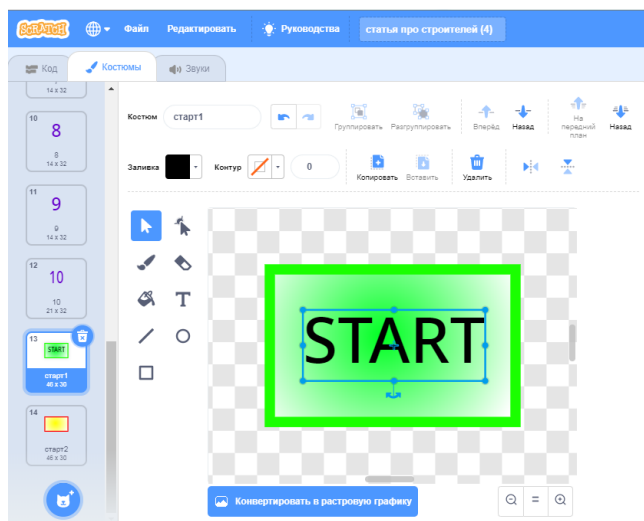 SCRATCH Файл Редактировать Руководства статья про строителей (4)
Код Костюмы Звуки
14 x 32
10
8
8
14 x 32
11
9
9
14 x 32
12
10
10
21 x 32
13
START
старт1
46 x 30
14
старт2
46 x 30
Костюм старт1
Группировать Разгруппировать Вперёд Назад На передний план Назад
Заливка Контур 0
Копировать Вставить Удалить
T
START
Конвертировать в растровую графику